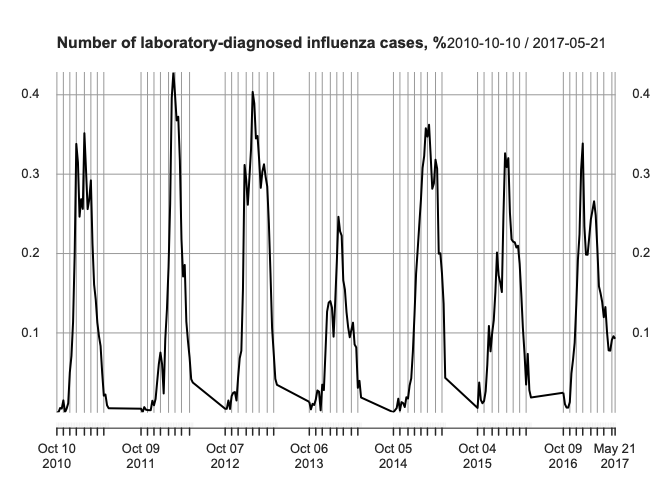 Number of laboratory-diagnosed influenza cases, %2010-10-10 / 2017-05-21
0.4 0.4
0.3 0.3
0.2 0.2
0.1 0.1
Oct 10 Oct 09 Oct 07 Oct 06 Oct 05 Oct 04 Oct 09 May 21
2010 2011 2012 2013 2014 2015 2016 2017